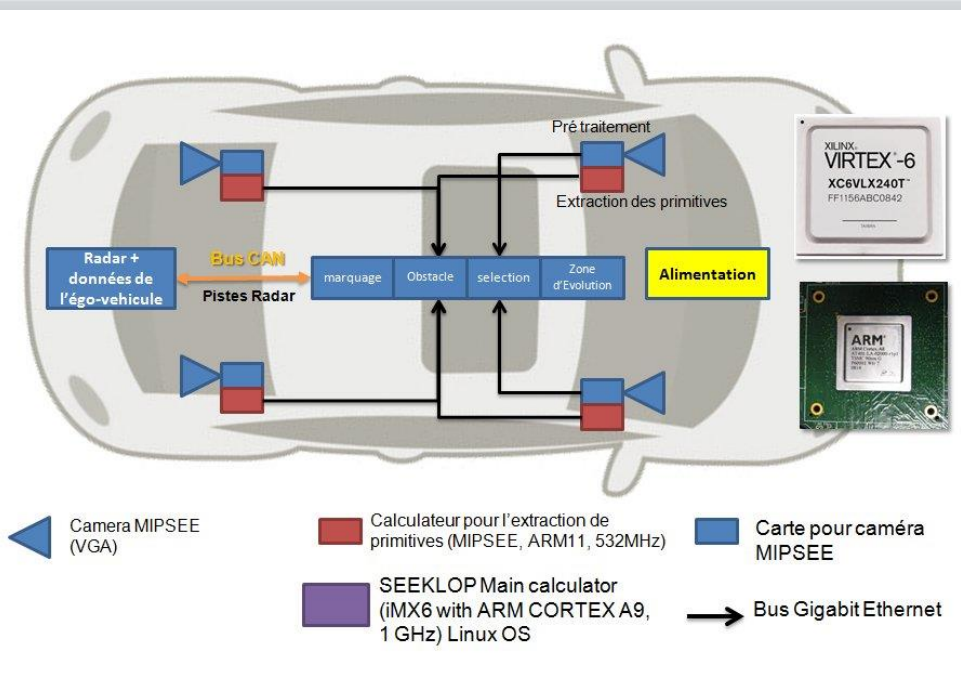 Pré traitement
Extraction des primitives
XILINX
VIRTEX-6
XC6VLX240T™
FF1156ABC0842
Radar +
données de
l'égo-vehicule
Bus CAN
Pistes Radar
marquage
Obstacle
selection
Zone
d'Evolution
Alimentation
ARM
Camera MIPSEE
(VGA)
Calculateur pour l'extraction de
primitives (MIPSEE, ARM11, 532MHz)
Carte pour caméra
MIPSEE
SEEKLOP Main calculator
(iMX6 with ARM CORTEX A9,
1 GHz) Linux OS
Bus Gigabit Ethernet